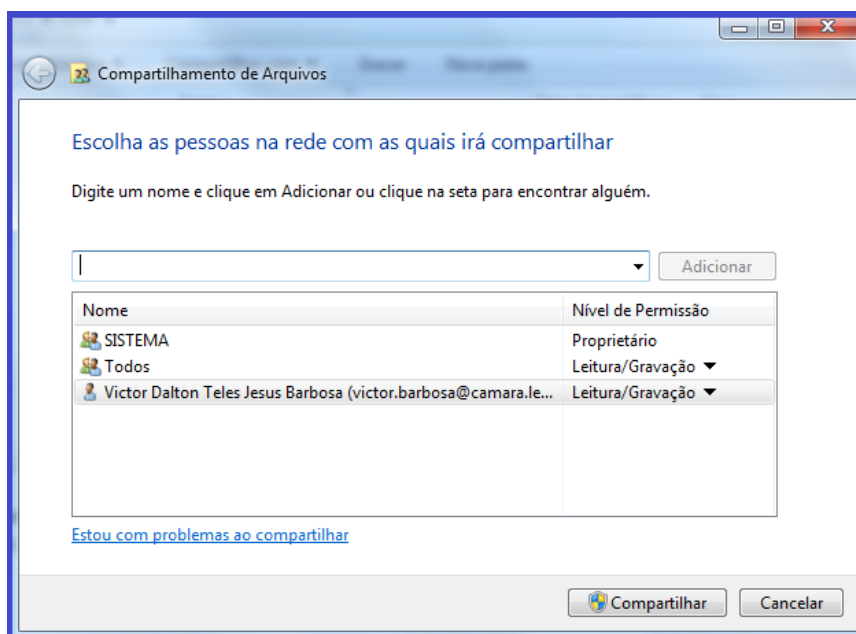 Compartilhamento de Arquivos
Escolha as pessoas na rede com as quais irá compartilhar
Digite um nome e clique em Adicionar ou clique na seta para encontrar alguém.
Adicionar
Nome Nível de Permissão
SISTEMA Proprietário
Todos Leitura/Gravação
Victor Dalton Teles Jesus Barbosa (victor.barbosa@camara.le... Leitura/Gravação
Estou com problemas ao compartilhar
Compartilhar Cancelar